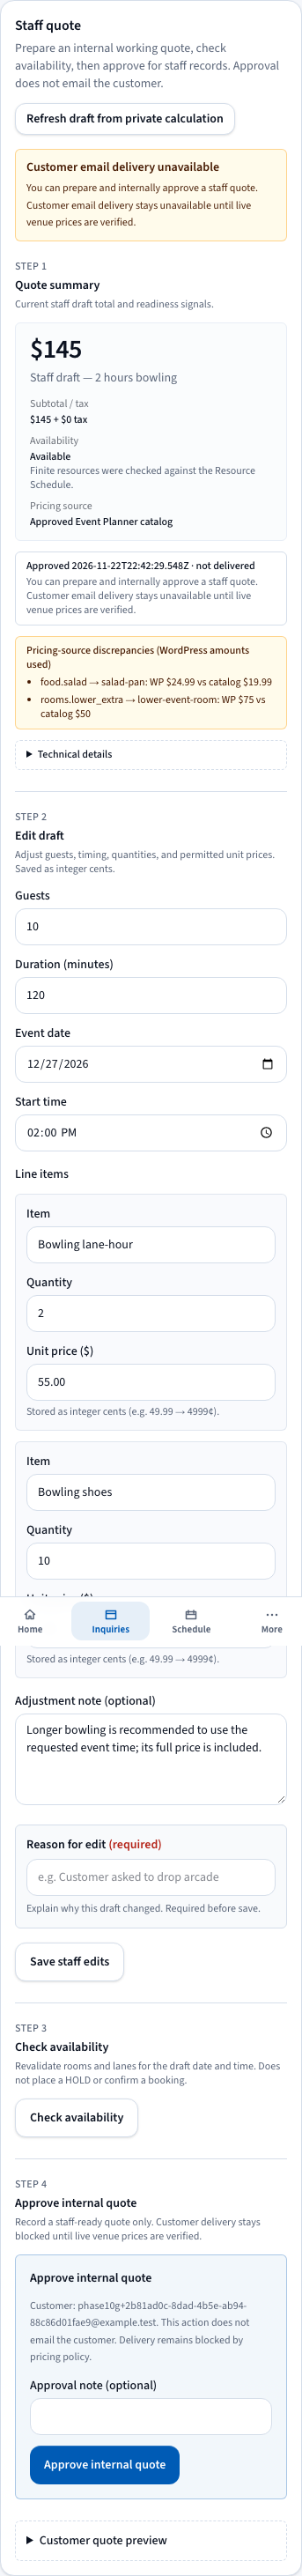 Staff quote
Prepare an internal working quote, check
availability, then approve for staff records. Approval
does not email the customer.
Refresh draft from private calculation
Customer email delivery unavailable
You can prepare and internally approve a staff quote.
Customer email delivery stays unavailable until live
venue prices are verified.
STEP 1
Quote summary
Current staff draft total and readiness signals.
$145
Staff draft — 2 hours bowling
Subtotal / tax
$145 + $0 tax
Availability
Available
Finite resources were checked against the Resource
Schedule.
Pricing source
Approved Event Planner catalog
Approved 2026-11-22T22:42:29.548Z · not delivered
You can prepare and internally approve a staff quote.
Customer email delivery stays unavailable until live
venue prices are verified.
Pricing-source discrepancies (WordPress amounts
used)
• food.salad → salad-pan: WP $24.99 vs catalog $19.99
• rooms.lower_extra → lower-event-room: WP $75 vs
catalog $50
▶ Technical details
STEP 2
Edit draft
Adjust guests, timing, quantities, and permitted unit prices.
Saved as integer cents.
Guests
10
Duration (minutes)
120
Event date
12/27/2026
Start time
02:00 PM
Line items
Item
Bowling lane-hour
Quantity
2
Unit price ($)
55.00
Stored as integer cents (e.g. 49.99 → 4999¢).
Item
Bowling shoes
Quantity
10
Home
Inquiries
Schedule
More
Stored as integer cents (e.g. 49.99 → 4999¢).
Adjustment note (optional)
Longer bowling is recommended to use the
requested event time; its full price is included.
Reason for edit (required)
e.g. Customer asked to drop arcade
Explain why this draft changed. Required before save.
Save staff edits
STEP 3
Check availability
Revalidate rooms and lanes for the draft date and time. Does
not place a HOLD or confirm a booking.
Check availability
STEP 4
Approve internal quote
Record a staff-ready quote only. Customer delivery stays
blocked until live venue prices are verified.
Approve internal quote
Customer: phase10g+2b81ad0c-8dad-4b5e-ab94-
88c86d01fae9@example.test. This action does not
email the customer. Delivery remains blocked by
pricing policy.
Approval note (optional)
Approve internal quote
▶ Customer quote preview